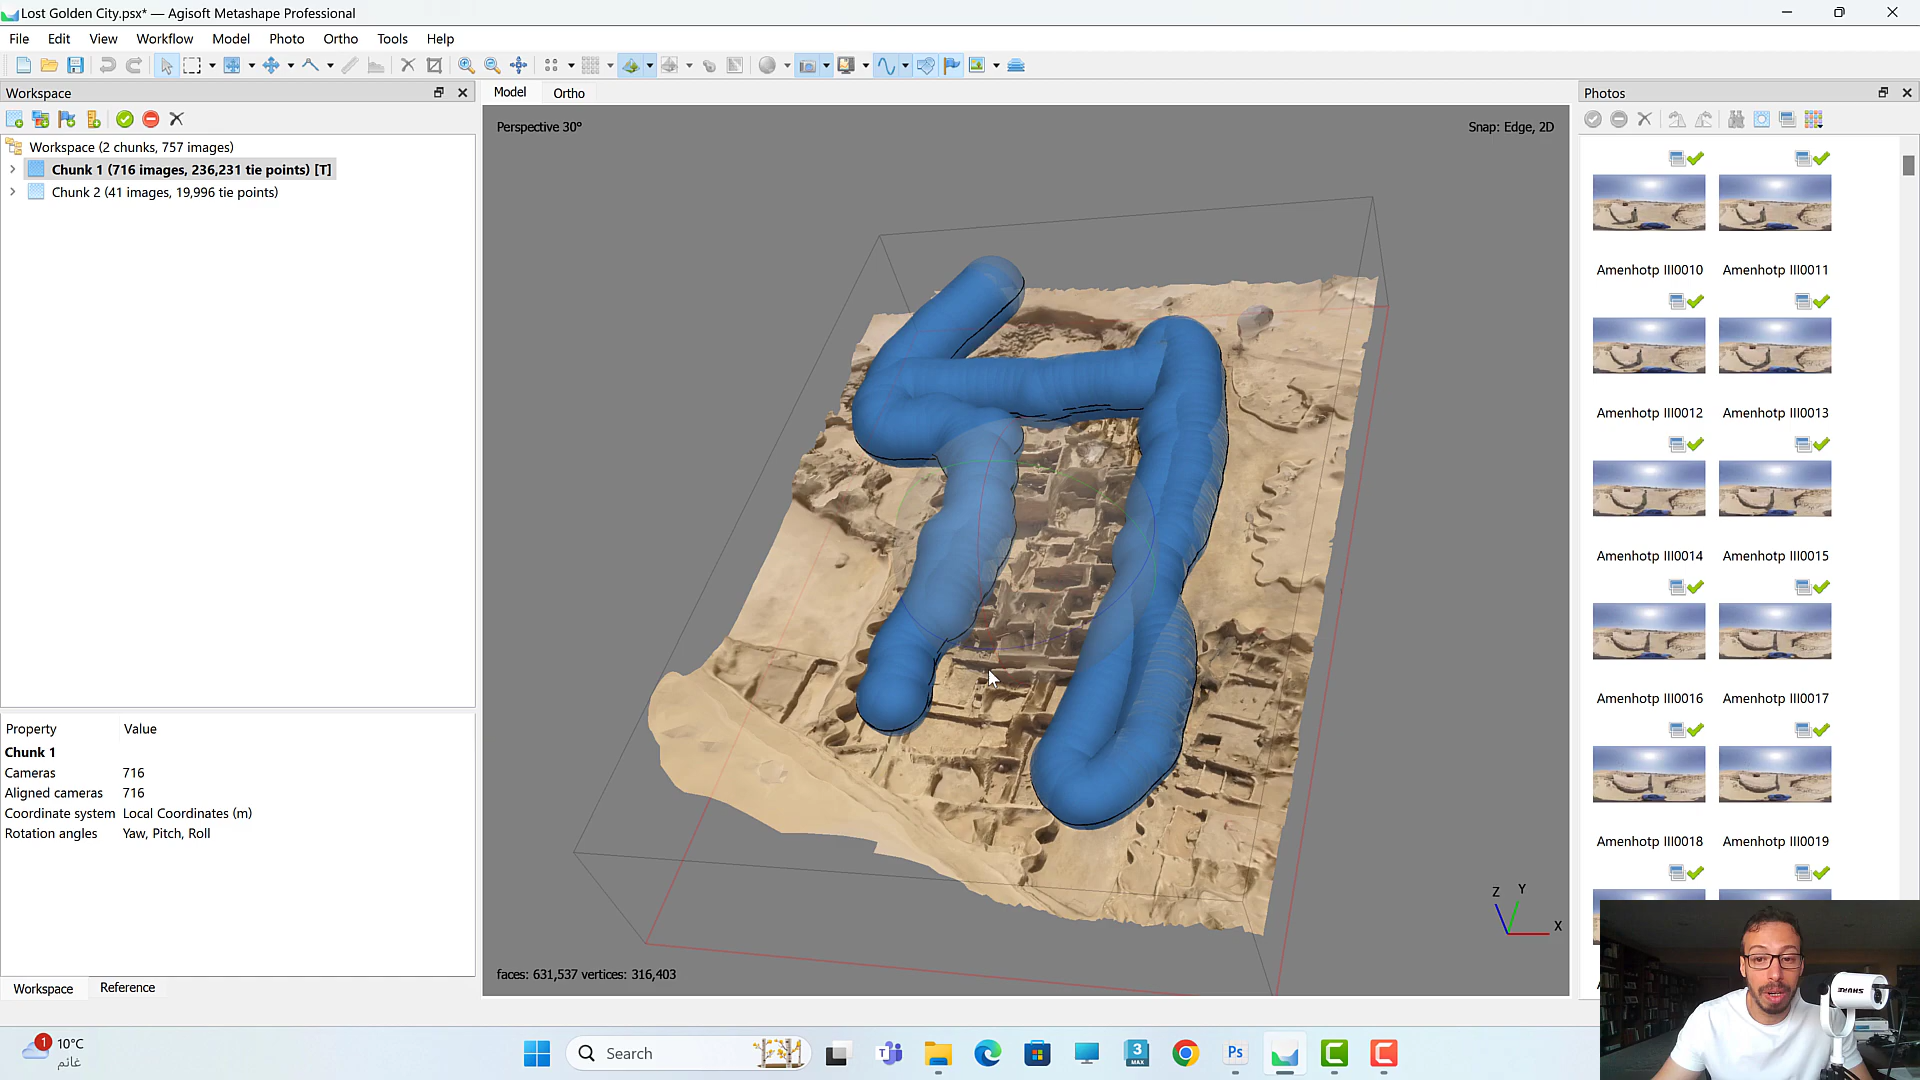 Lost Golden City.psx* — Agisoft Metashape Professional
File Edit View Workflow Model Photo Ortho Tools Help
Workspace
Workspace (2 chunks, 757 images)
Chunk 1 (716 images, 236,231 tie points) [T]
Chunk 2 (41 images, 19,996 tie points)
Property Value
Chunk 1
Cameras 716
Aligned cameras 716
Coordinate system Local Coordinates (m)
Rotation angles Yaw, Pitch, Roll
Workspace Reference
Model Ortho
Perspective 30°
Snap: Edge, 2D
Z Y
X
faces: 631,537 vertices: 316,403
Photos
Amenhotp III0010 Amenhotp III0011
Amenhotp III0012 Amenhotp III0013
Amenhotp III0014 Amenhotp III0015
Amenhotp III0016 Amenhotp III0017
Amenhotp III0018 Amenhotp III0019
SHURE
1
10°C
غائم
Search
3
MAX
Ps